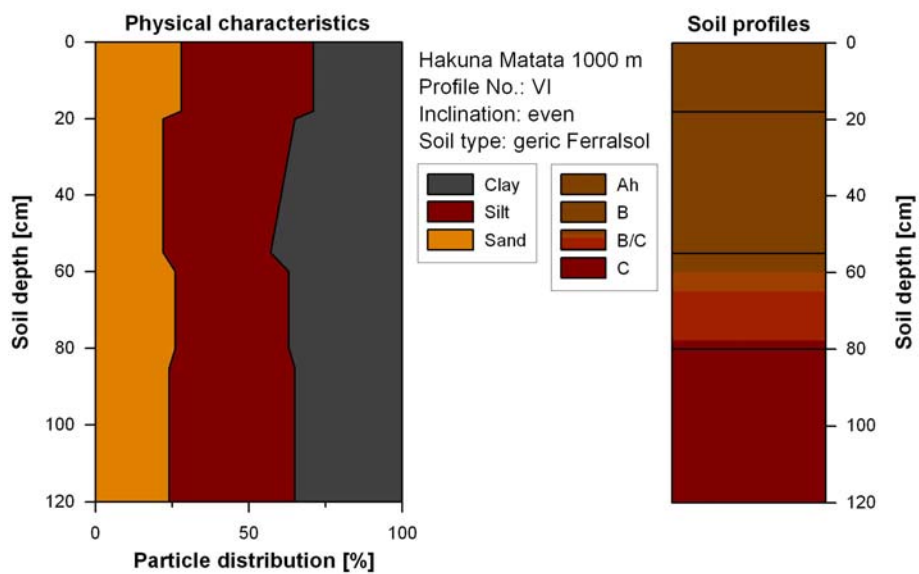 Physical characteristics
Soil profiles
Hakuna Matata 1000 m
Profile No.: VI
Inclination: even
Soil type: geric Ferralsol
Clay
Silt
Sand
Ah
B
B/C
C
Soil depth [cm]
0
20
40
60
80
100
120
0
50
100
Particle distribution [%]
0
20
40
60
80
100
120
Soil depth [cm]